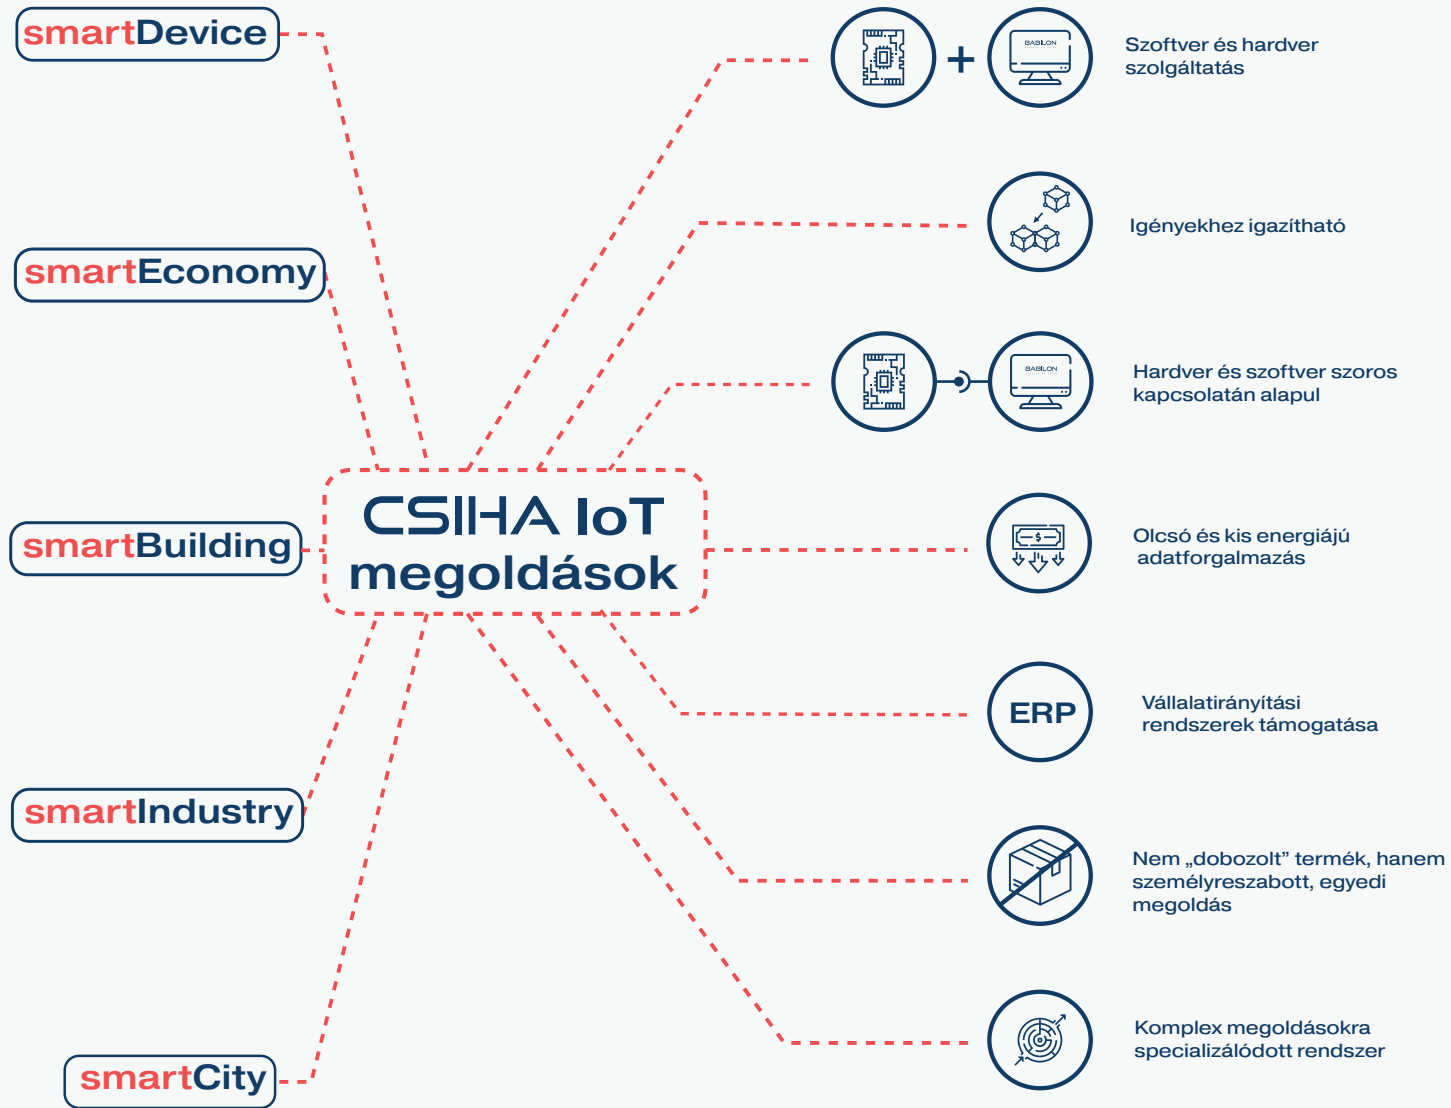 smartDevice
smartEconomy
smartBuilding
smartIndustry
smartCity
CSIHA IoT
megoldások
BABILON
Szoftver és hardver
szolgáltatás
Igényekhez igazítható
BABILON
Hardver és szoftver szoros
kapcsolatán alapul
$
Olcsó és kis energiájú
adatforgalmazás
ERP
Vállalatirányítási
rendszerek támogatása
Nem „dobozolt” termék, hanem
személyreszabott, egyedi
megoldás
Komplex megoldásokra
specializálódott rendszer